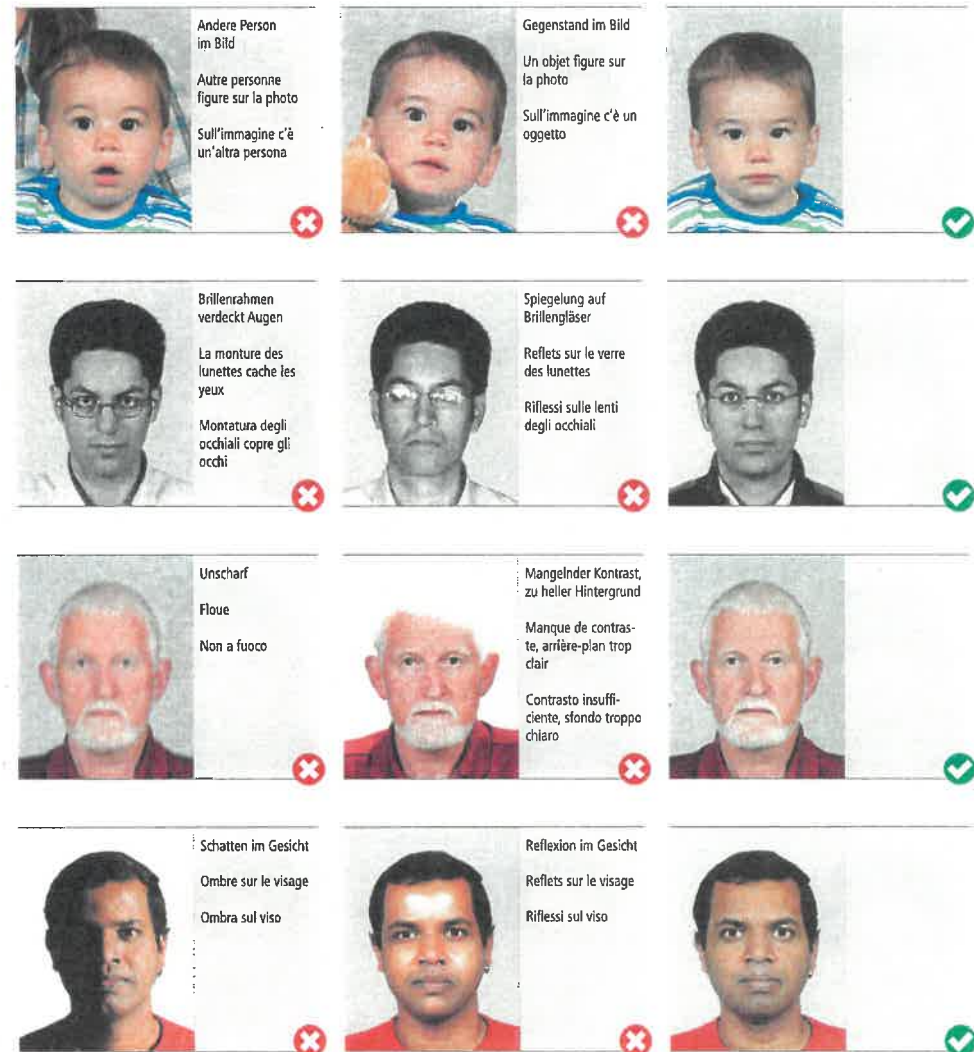 Andere Person
im Bild
Autre personne
figure sur la photo
Sull'immagine c'è
un'altra persona
Gegenstand im Bild
Un objet figure sur
la photo
Sull'immagine c'è un
oggetto
Brillenrahmen
verdeckt Augen
La monture des
lunettes cache les
yeux
Montatura degli
occhiali copre gli
occhi
Spiegelung auf
Brillengläser
Reflets sur le verre
des lunettes
Riflessi sulle lenti
degli occhiali
Unscharf
Floue
Non a fuoco
Mangelnder Kontrast,
zu heller Hintergrund
Manque de contras-
te, arrière-plan trop
clair
Contrasto insuffi-
ciente, sfondo troppo
chiaro
Schatten im Gesicht
Ombre sur le visage
Ombra sul viso
Reflexion im Gesicht
Reflets sur le visage
Riflessi sul viso